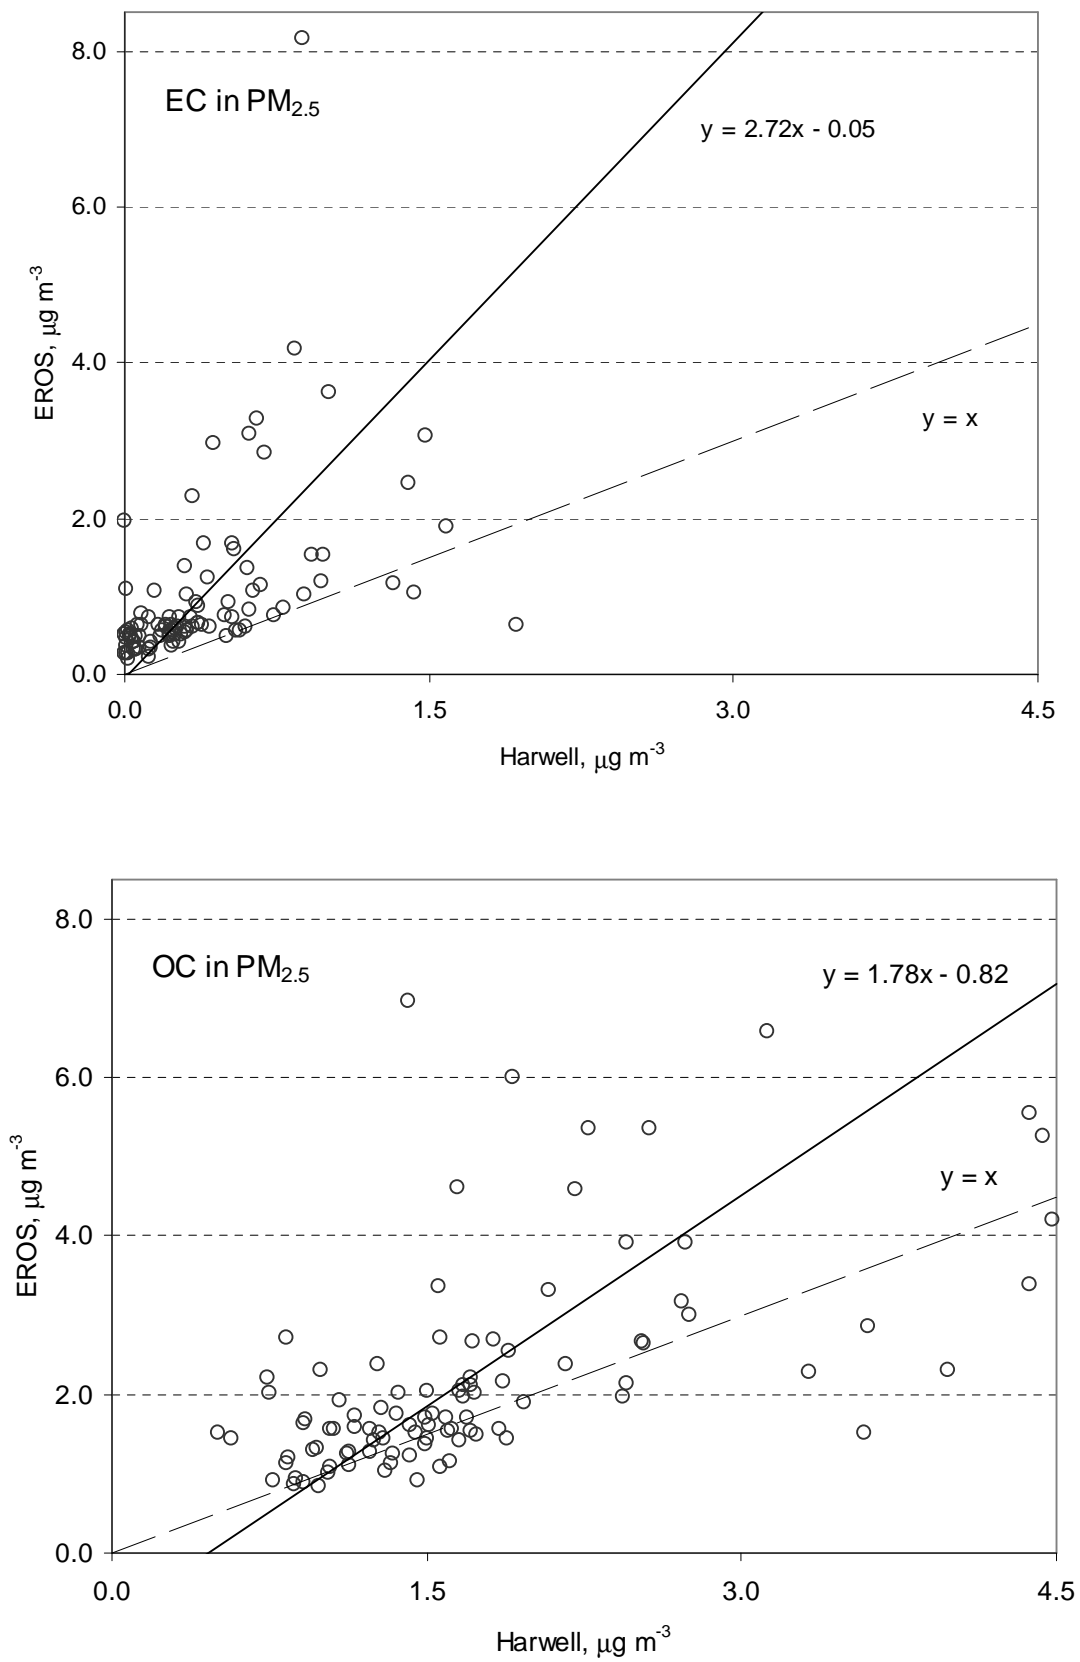 8.0
EC in PM2.5
y = 2.72x - 0.05
6.0
EROS, μg m-3
4.0
y = x
2.0
0.0
0.0 1.5 3.0 4.5
Harwell, μg m-3
8.0
OC in PM2.5
y = 1.78x - 0.82
6.0
EROS, μg m-3
y = x
4.0
2.0
0.0
0.0 1.5 3.0 4.5
Harwell, μg m-3